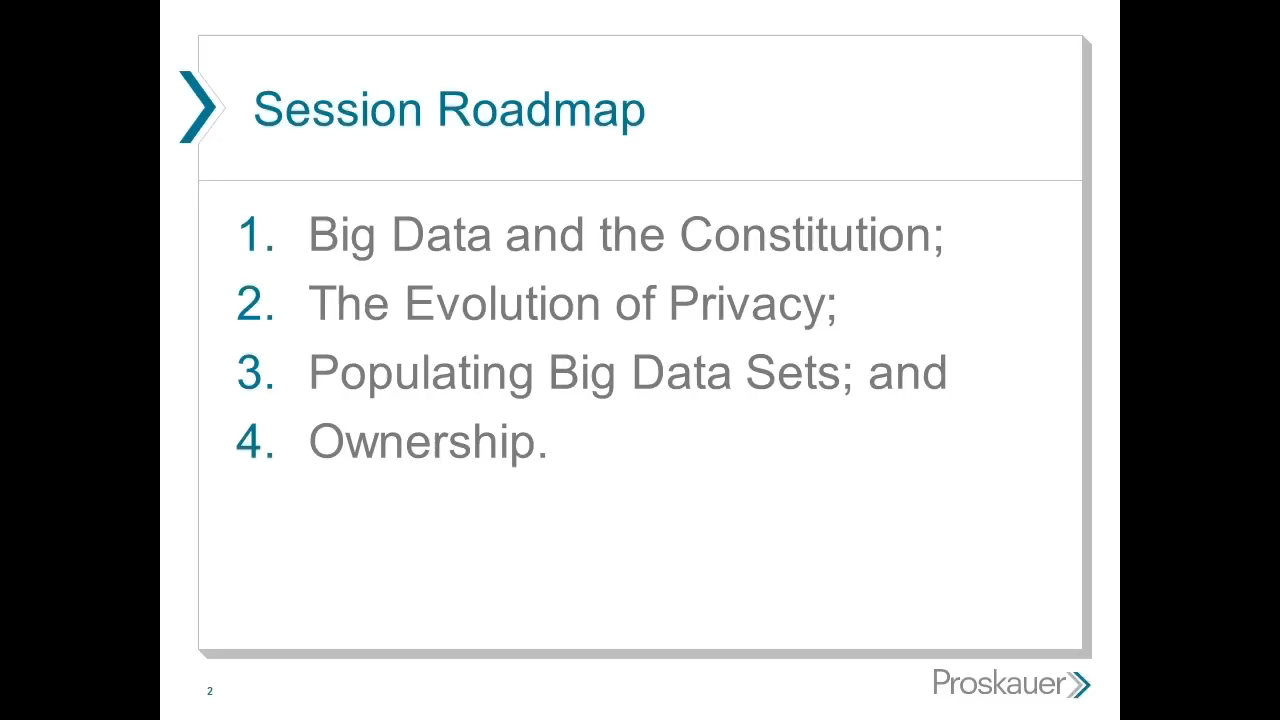 Session Roadmap
1. Big Data and the Constitution;
2. The Evolution of Privacy;
3. Populating Big Data Sets; and
4. Ownership.
2
Proskauer